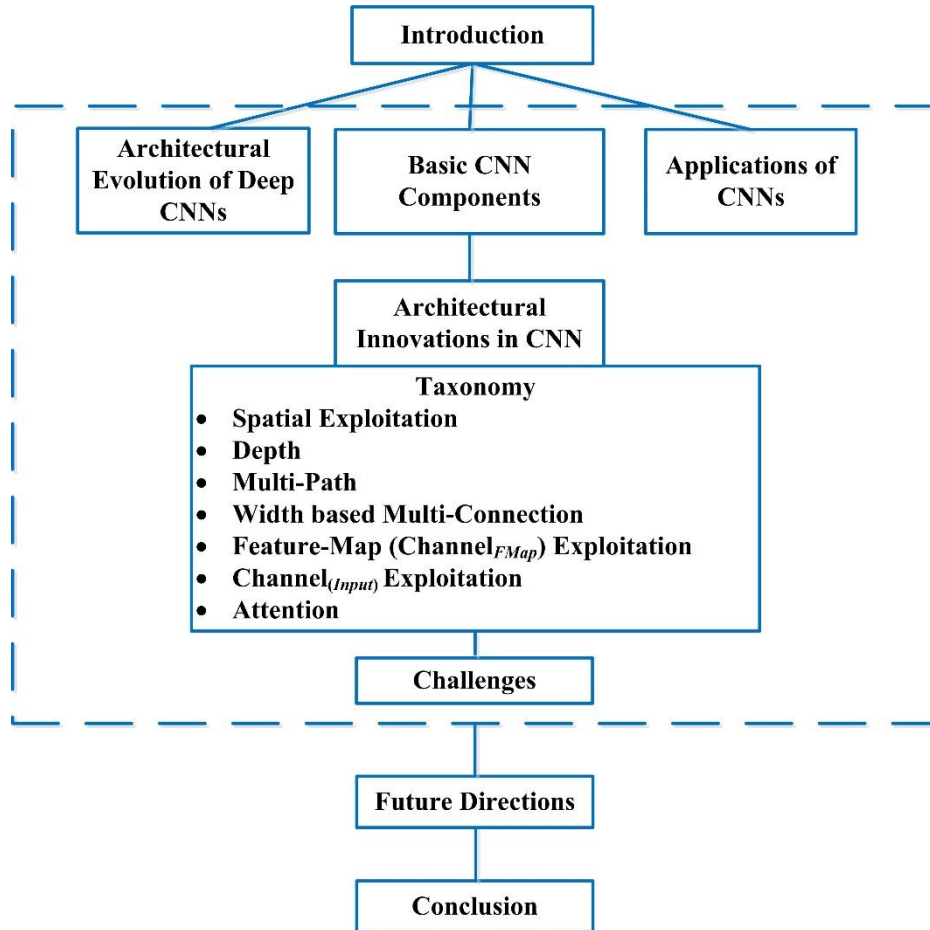 Introduction
Architectural
Evolution of Deep
CNNs
Basic CNN
Components
Applications of
CNNs
Architectural
Innovations in CNN
Taxonomy
• Spatial Exploitation
• Depth
• Multi-Path
• Width based Multi-Connection
• Feature-Map (ChannelFMap) Exploitation
• Channel(Input) Exploitation
• Attention
Challenges
Future Directions
Conclusion